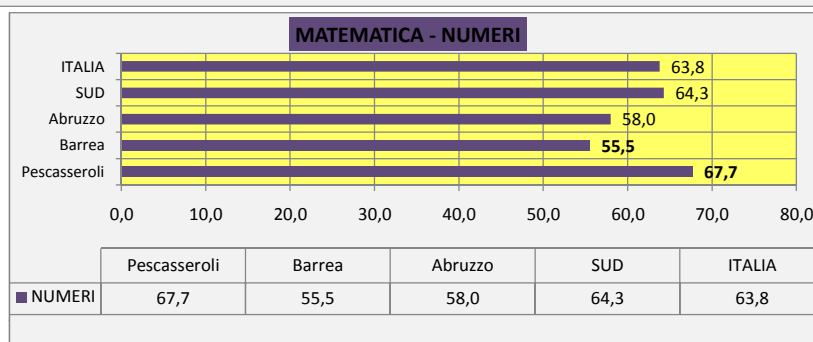 MATEMATICA - NUMERI
ITALIA 63,8
SUD 64,3
Abruzzo 58,0
Barrea 55,5
Pescasseroli 67,7
0,0 10,0 20,0 30,0 40,0 50,0 60,0 70,0 80,0
Pescasseroli Barrea Abruzzo SUD ITALIA
NUMERI 67,7 55,5 58,0 64,3 63,8